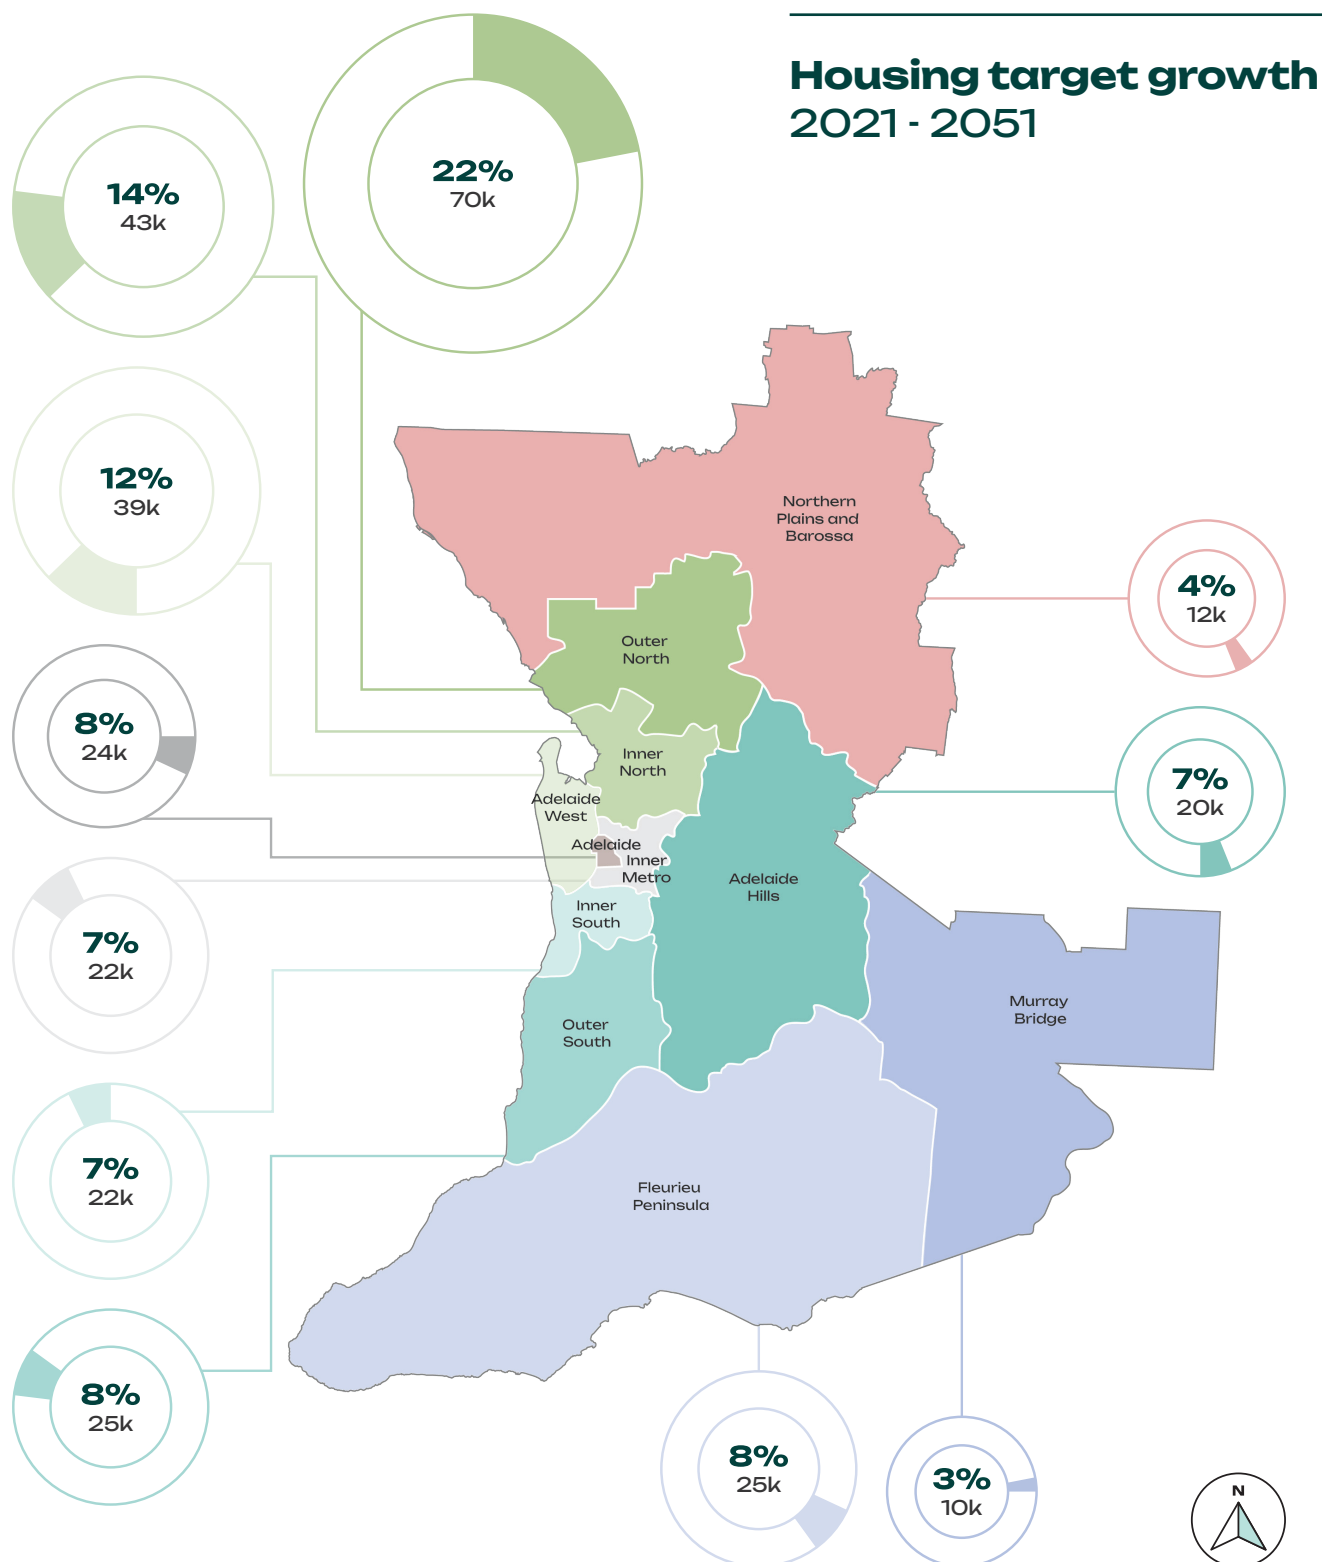 Housing target growth
2021 - 2051
22%
70k
14%
43k
12%
39k
8%
24k
7%
22k
7%
22k
8%
25k
Northern
Plains and
Barossa
Outer
North
Inner
North
Adelaide
West
Adelaide
Inner
Metro
Inner
South
Adelaide
Hills
Outer
South
Murray
Bridge
Fleurieu
Peninsula
4%
12k
7%
20k
8%
25k
3%
10k
N